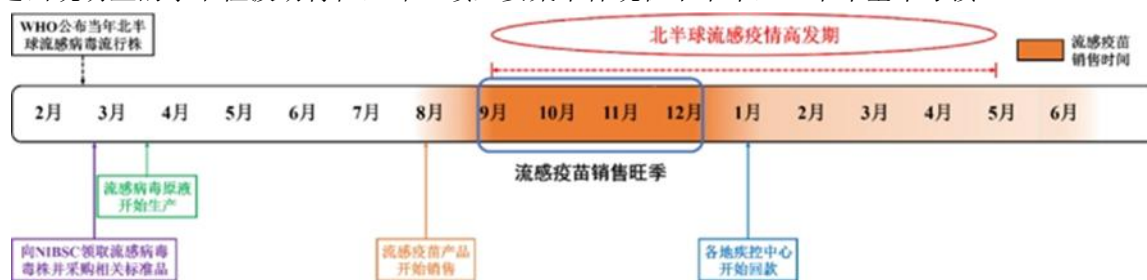 WHO公布当年北半
球流感病毒流行株
北半球流感疫情高发期
流感疫苗
销售时间
2月 3月 4月 5月 6月 7月 8月 9月 10月 11月 12月 1月 2月 3月 4月 5月 6月
流感疫苗销售旺季
流感病毒原液
开始生产
向NIBSC领取流感病毒
毒株并采购相关标准品
流感疫苗产品
开始销售
各地疾控中心
开始回款